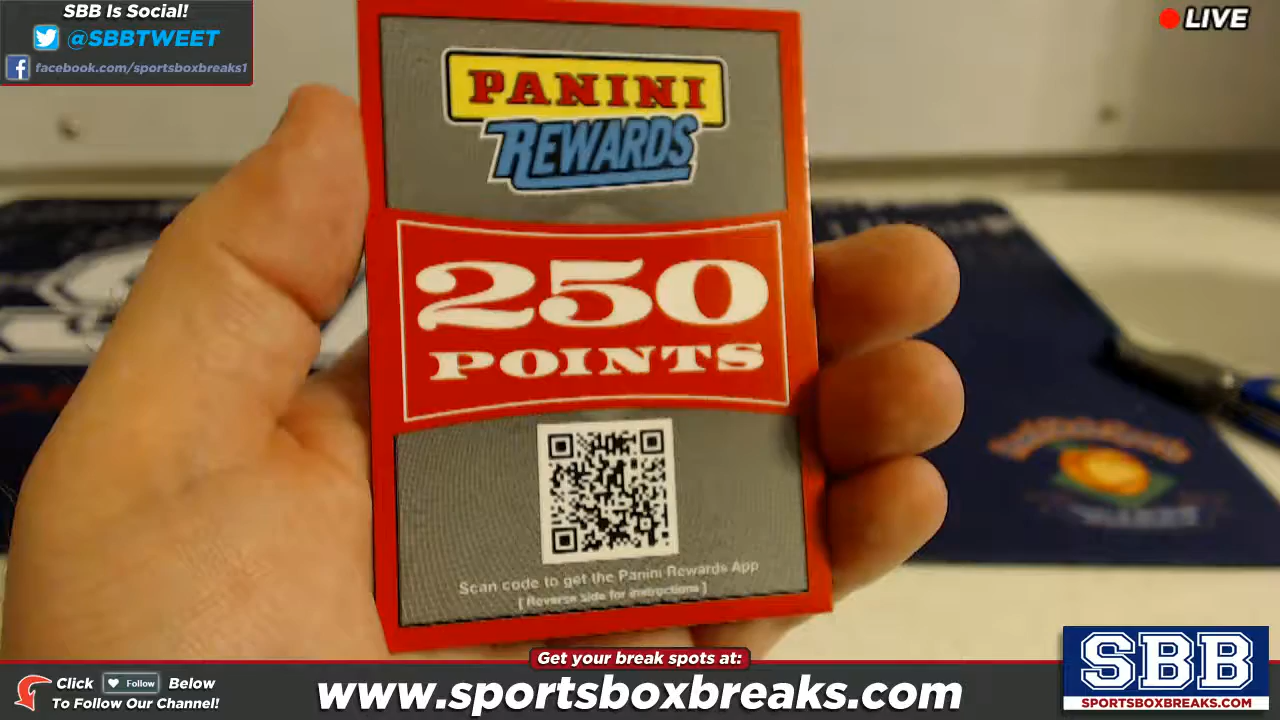 SBB Is Social!
@SBBTWEET
facebook.com/sportsboxbreaks1
LIVE
PANINI
REWARDS
250
POINTS
Scan code to get the Panini Rewards App
[ Reverse side for instructions ]
Get your break spots at:
Click Follow Below
To Follow Our Channel!
www.sportsboxbreaks.com
SBB
SPORTSBOXBREAKS.COM